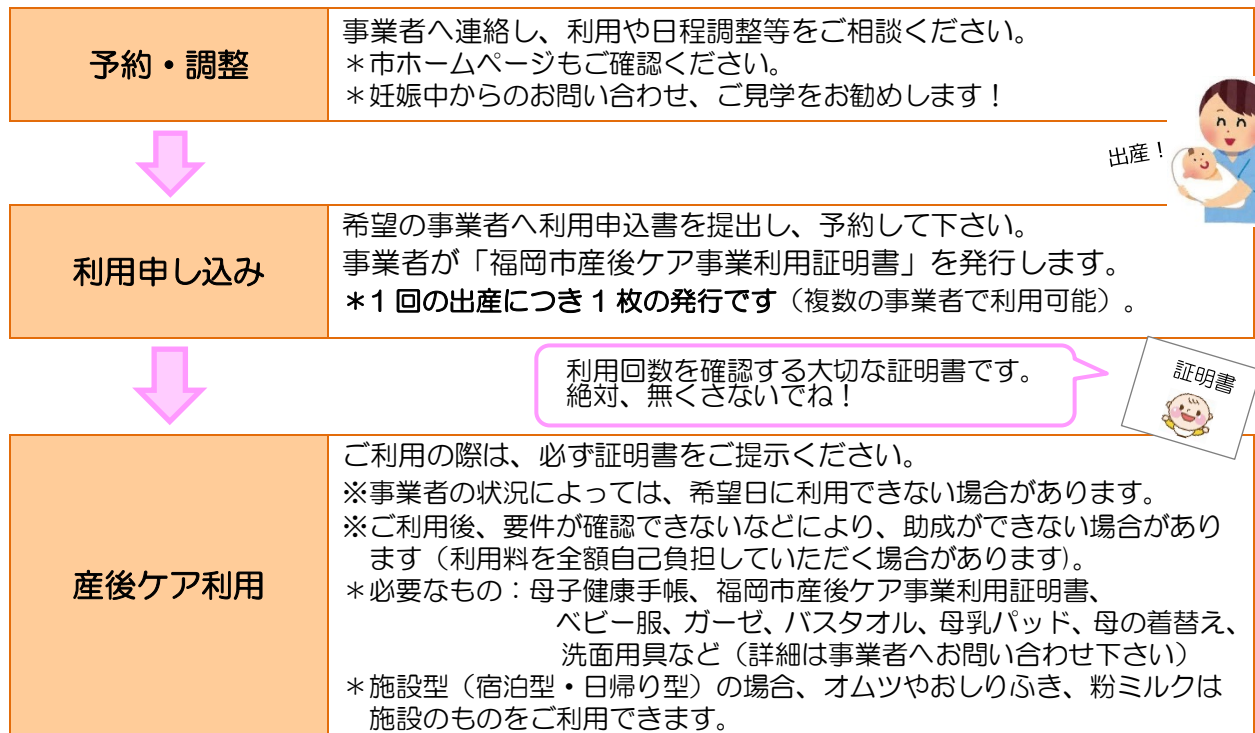 予約・調整
事業者へ連絡し、利用や日程調整等をご相談ください。
＊市ホームページもご確認ください。
＊妊娠中からのお問い合わせ、ご見学をお勧めします！
出産！
利用申し込み
希望の事業者へ利用申込書を提出し、予約して下さい。
事業者が「福岡市産後ケア事業利用証明書」を発行します。
＊1回の出産につき1枚の発行です（複数の事業者で利用可能）。
利用回数を確認する大切な証明書です。
絶対、無くさないでね！
証明書
産後ケア利用
ご利用の際は、必ず証明書をご提示ください。
※事業者の状況によっては、希望日に利用できない場合があります。
※ご利用後、要件が確認できないなどにより、助成ができない場合があり
ます（利用料を全額自己負担していただく場合があります）。
＊必要なもの：母子健康手帳、福岡市産後ケア事業利用証明書、
ベビー服、ガーゼ、バスタオル、母乳パッド、母の着替え、
洗面用具など（詳細は事業者へお問い合わせ下さい）
＊施設型（宿泊型・日帰り型）の場合、オムツやおしりふき、粉ミルクは
施設のものをご利用できます。